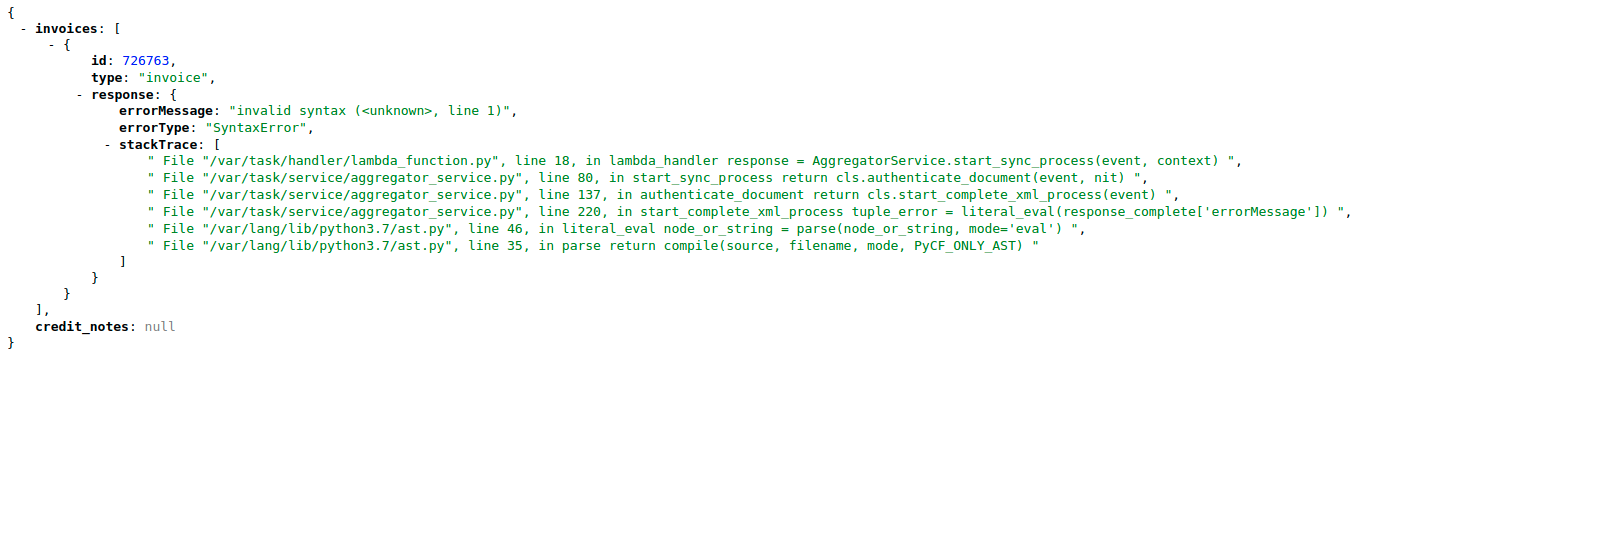 {
- invoices: [
- {
id: 726763,
type: "invoice",
- response: {
errorMessage: "invalid syntax (<unknown>, line 1)",
errorType: "SyntaxError",
- stackTrace: [
" File "/var/task/handler/lambda_function.py", line 18, in lambda_handler response = AggregatorService.start_sync_process(event, context) ",
" File "/var/task/service/aggregator_service.py", line 80, in start_sync_process return cls.authenticate_document(event, nit) ",
" File "/var/task/service/aggregator_service.py", line 137, in authenticate_document return cls.start_complete_xml_process(event) ",
" File "/var/task/service/aggregator_service.py", line 220, in start_complete_xml_process tuple_error = literal_eval(response_complete['errorMessage']) ",
" File "/var/lang/lib/python3.7/ast.py", line 46, in literal_eval node_or_string = parse(node_or_string, mode='eval') ",
" File "/var/lang/lib/python3.7/ast.py", line 35, in parse return compile(source, filename, mode, PyCF_ONLY_AST) "
]
}
}
],
credit_notes: null
}